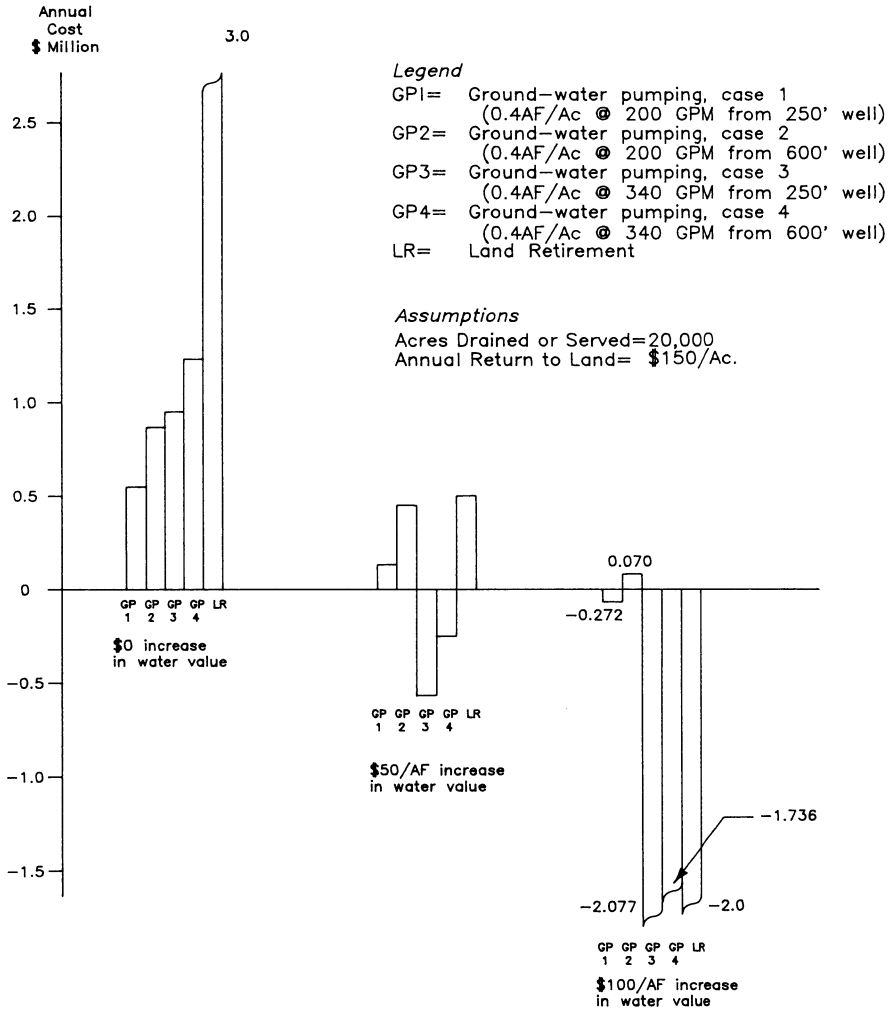 Annual
Cost
$ Million
3.0
2.5
2.0
1.5
1.0
0.5
0
-0.5
-1.0
-1.5
Legend
GP1= Ground-water pumping, case 1
(0.4AF/Ac @ 200 GPM from 250' well)
GP2= Ground-water pumping, case 2
(0.4AF/Ac @ 200 GPM from 600' well)
GP3= Ground-water pumping, case 3
(0.4AF/Ac @ 340 GPM from 250' well)
GP4= Ground-water pumping, case 4
(0.4AF/Ac @ 340 GPM from 600' well)
LR= Land Retirement
Assumptions
Acres Drained or Served=20,000
Annual Return to Land= $150/Ac.
GP GP GP GP LR
1 2 3 4
$0 increase
in water value
GP GP GP GP LR
1 2 3 4
$50/AF increase
in water value
0.070
-0.272
-1.736
-2.077
-2.0
GP GP GP GP LR
1 2 3 4
$100/AF increase
in water value